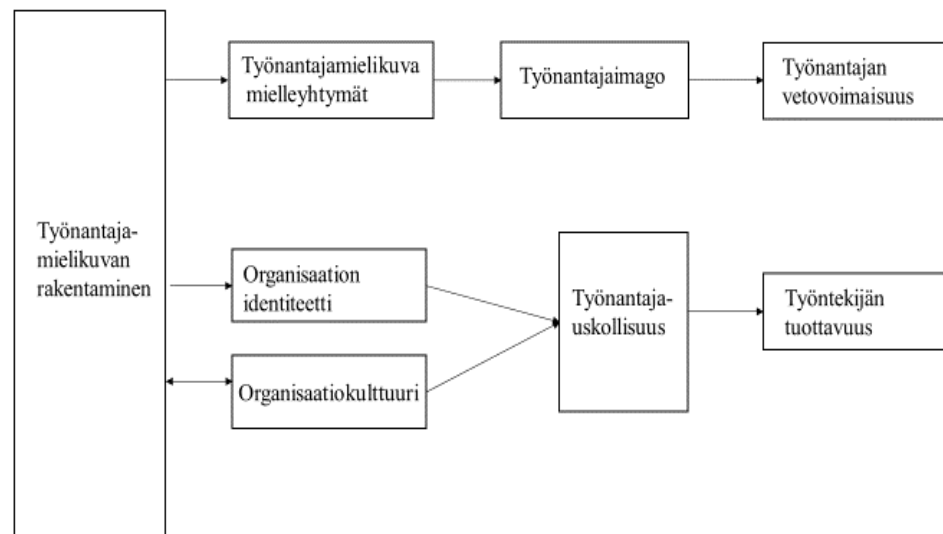 Työnantajamielikuva
mielleyhtymät
Työnantajaimago
Työnantajan
vetovoimaisuus
Työnantaja-
mielikuvan
rakentaminen
Organisaation
identiteetti
Organisaatiokulttuuri
Työnantaja-
uskollisuus
Työntekijän
tuottavuus